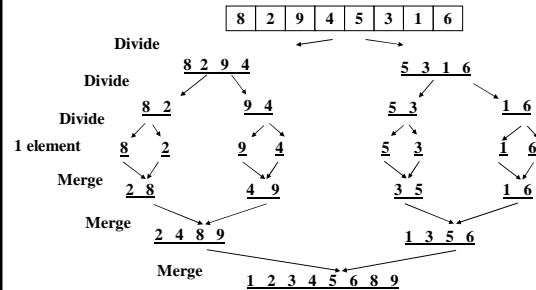 8 2 9 4 5 3 1 6
Divide
8 2 9 4 5 3 1 6
Divide
8 2 9 4 5 3 1 6
Divide
1 element 8 2 9 4 5 3 1 6
Merge
2 8 4 9 3 5 1 6
Merge
2 4 8 9 1 3 5 6
Merge
1 2 3 4 5 6 8 9